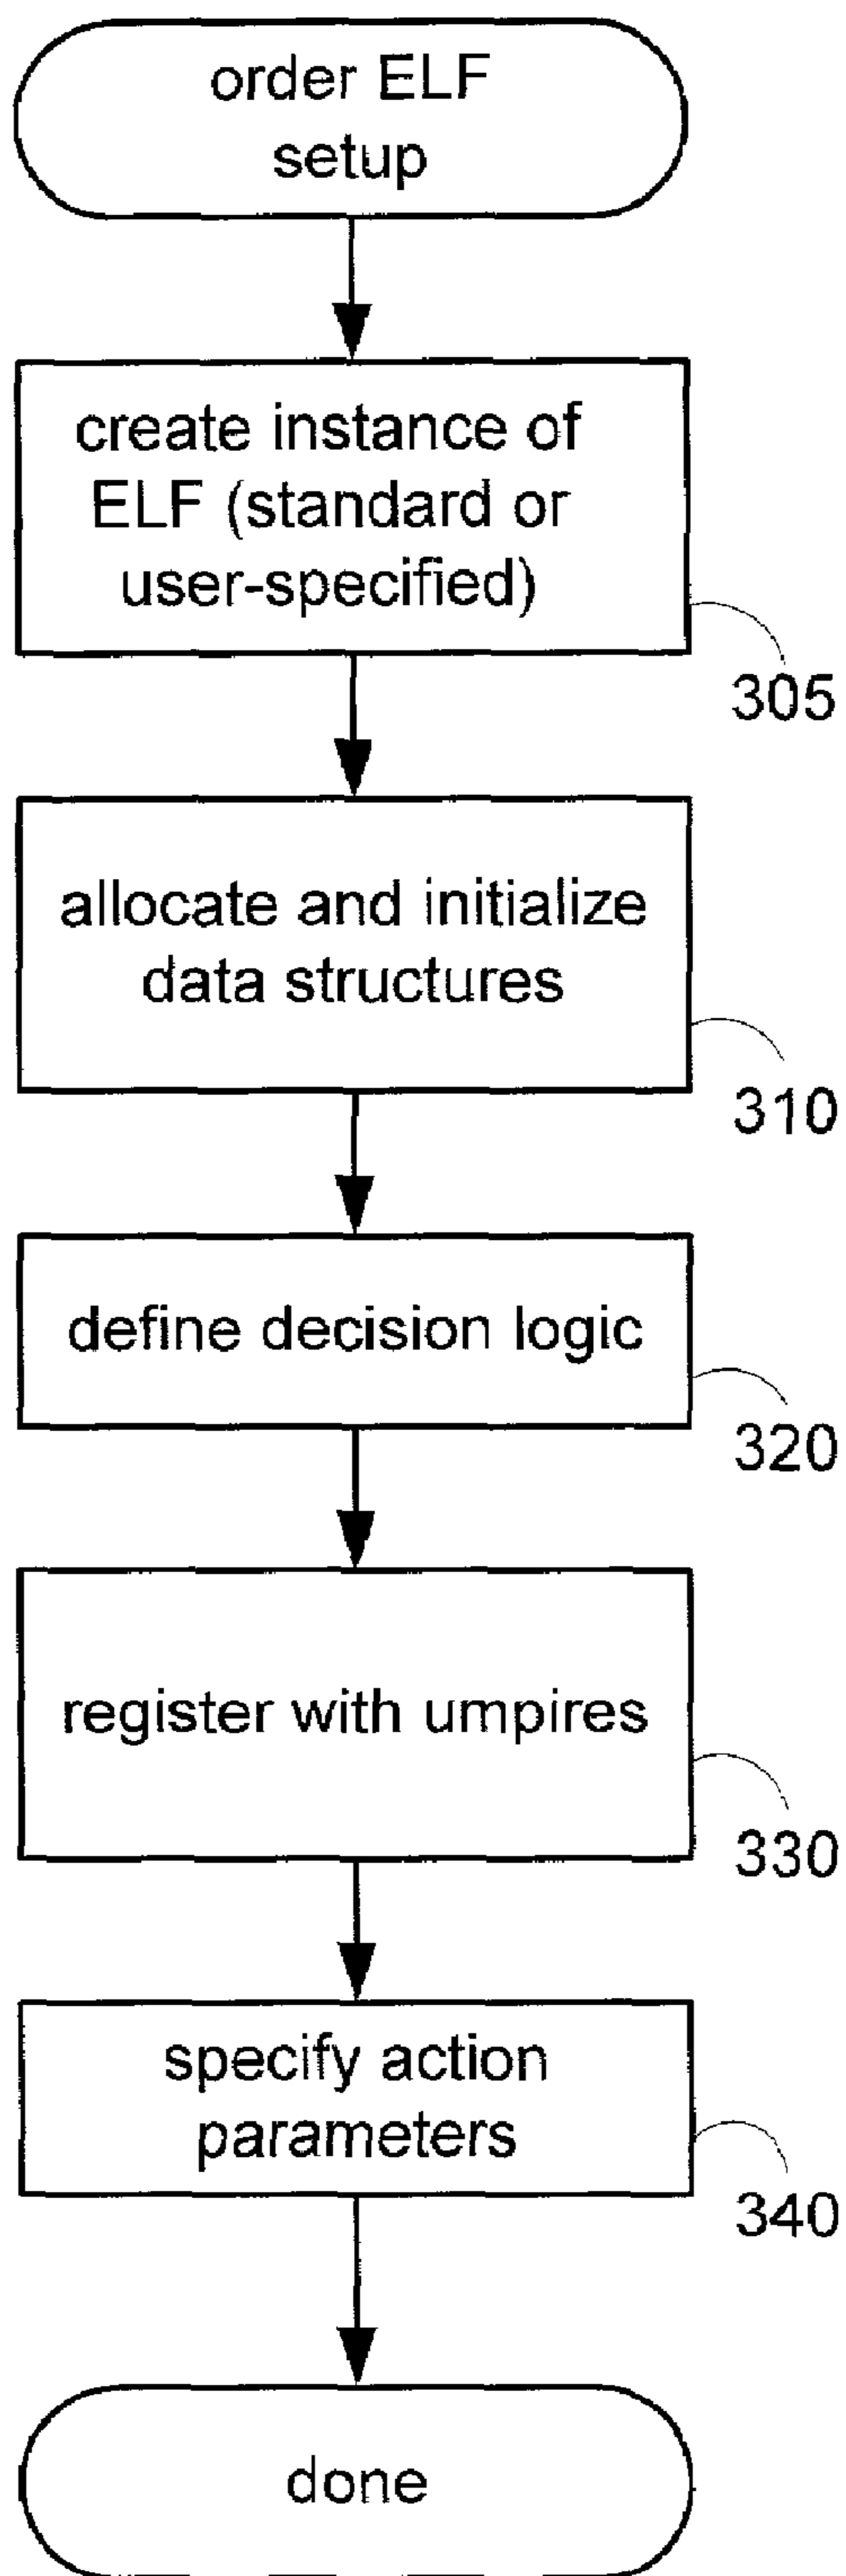 order ELF
setup
create instance of
ELF (standard or
user-specified)
305
allocate and initialize
data structures
310
define decision logic
320
register with umpires
330
specify action
parameters
340
done